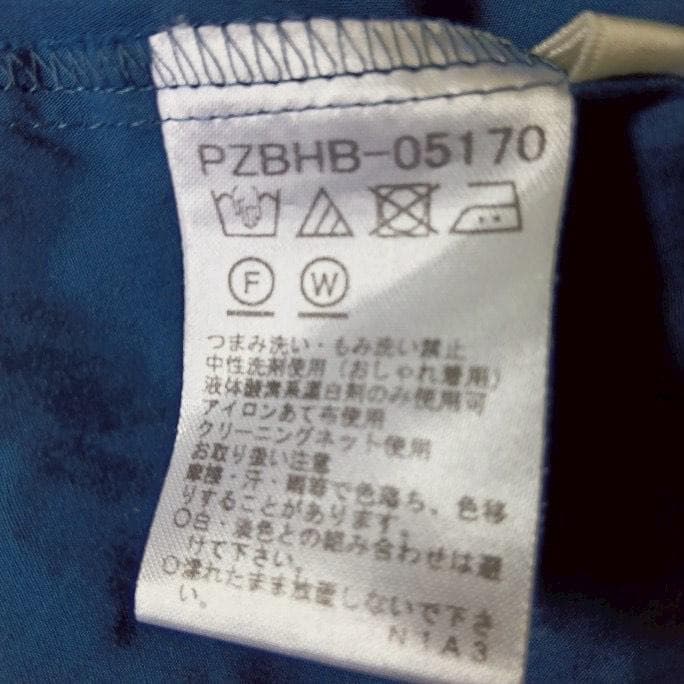 PZBHB-05170
F W
つまみ洗い・もみ洗い禁止
中性洗剤使用(おしゃれ着用)
液体酸素系漂白剤のみ使用可
アイロンあて布使用
クリーニングネット使用
お取り扱い注意
摩擦・汗・雨等で色落ち、色移
りすることがあります。
○白・淡色との組み合わせは避
けて下さい。
○濡れたまま放置しないで下さ
い。
N1A3